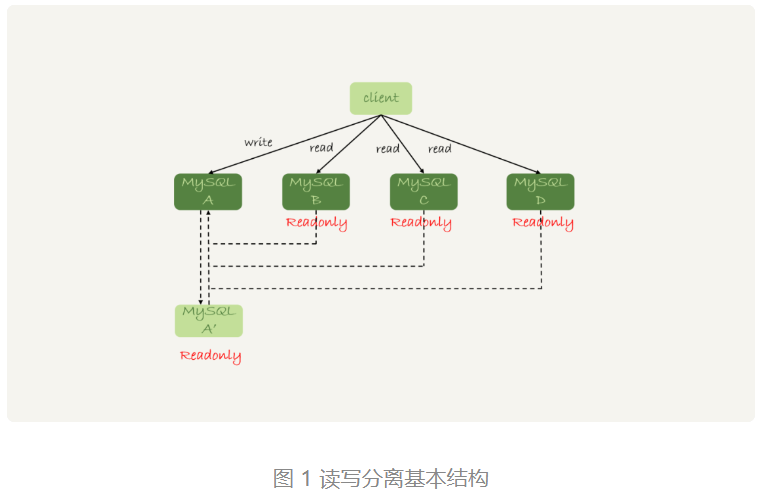 client
write
read
read
read
MySQL
A
MySQL
B
MySQL
C
MySQL
D
Readonly
Readonly
Readonly
MySQL
A'
Readonly
图 1 读写分离基本结构